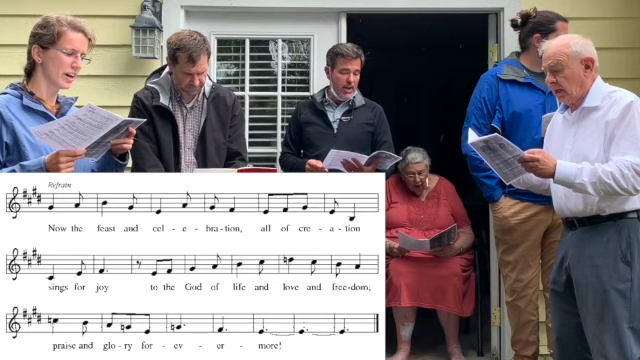 Refrain
Now the feast and cel - e - bra - tion, all of cre - a - tion
sings for joy to the God of life and love and free-dom;
praise and glo - ry for - ev - er - more!